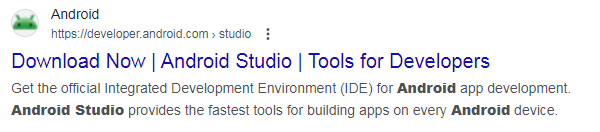 Android
https://developer.android.com › studio
Download Now | Android Studio | Tools for Developers
Get the official Integrated Development Environment (IDE) for Android app development.
Android Studio provides the fastest tools for building apps on every Android device.